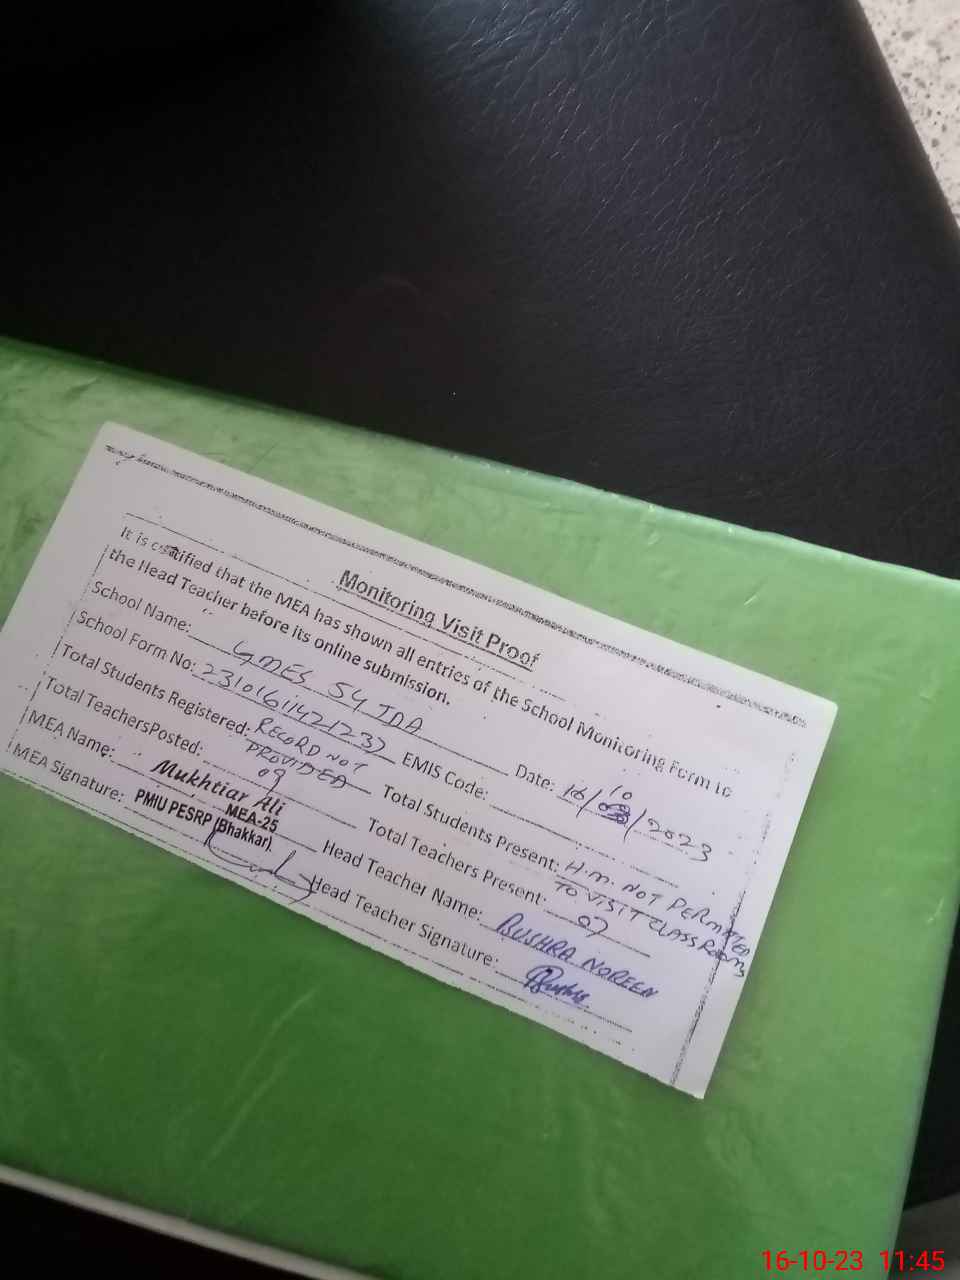 Monitoring Visit Proof
It is certified that the MEA has shown all entries of the School Monitoring Form to
the Head Teacher before its online submission.
School Name: GMES 54 TDA Date: 16/10/2023
School Form No: 23101611421237 EMIS Code:
Total Students Registered: RECORD NOT PROVIDED Total Students Present: H.M. NOT PERMITTED TO VISIT CLASS ROOMS
Total TeachersPosted: 09 Total Teachers Present: 07
MEA Name: Mukhtiar Ali Head Teacher Name: BUSHRA NOREEN
MEA-25
MEA Signature: PMIU PESRP (Bhakkar) Head Teacher Signature:
16-10-23 11:45